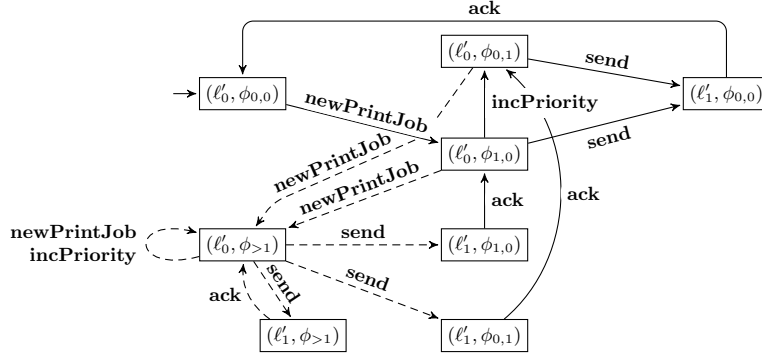 ack
(ℓ′₀, ϕ₀,₁)
send
(ℓ′₀, ϕ₀,₀)
(ℓ′₁, ϕ₀,₀)
newPrintJob
incPriority
send
(ℓ′₀, ϕ₁,₀)
newPrintJob
newPrintJob
ack
ack
newPrintJob
incPriority
(ℓ′₀, ϕ>₁)
send
(ℓ′₁, ϕ₁,₀)
send
send
ack
(ℓ′₁, ϕ>₁)
(ℓ′₁, ϕ₀,₁)